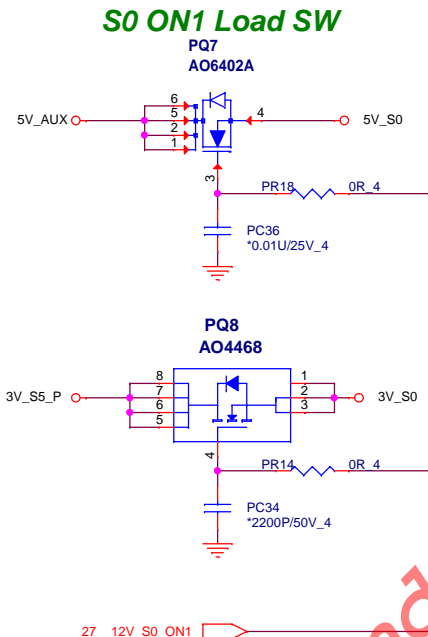 S0 ON1 Load SW
PQ7
AO6402A
6
5V_AUX 5 4 5V_S0
2
1
3
PR18 0R_4
PC36
*0.01U/25V_4
PQ8
AO4468
8 1
3V_S5_P 7 2 3V_S0
6 3
5
4
PR14 0R_4
PC34
*2200P/50V_4
27 12V_S0_ON1